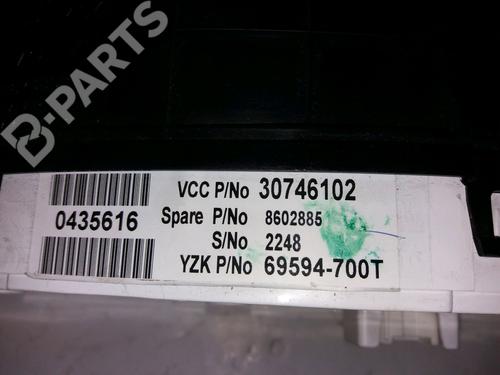 B-PARTS
VCC P/No 30746102
0435616
Spare P/No 8602885
S/No 2248
YZK P/No 69594-700T